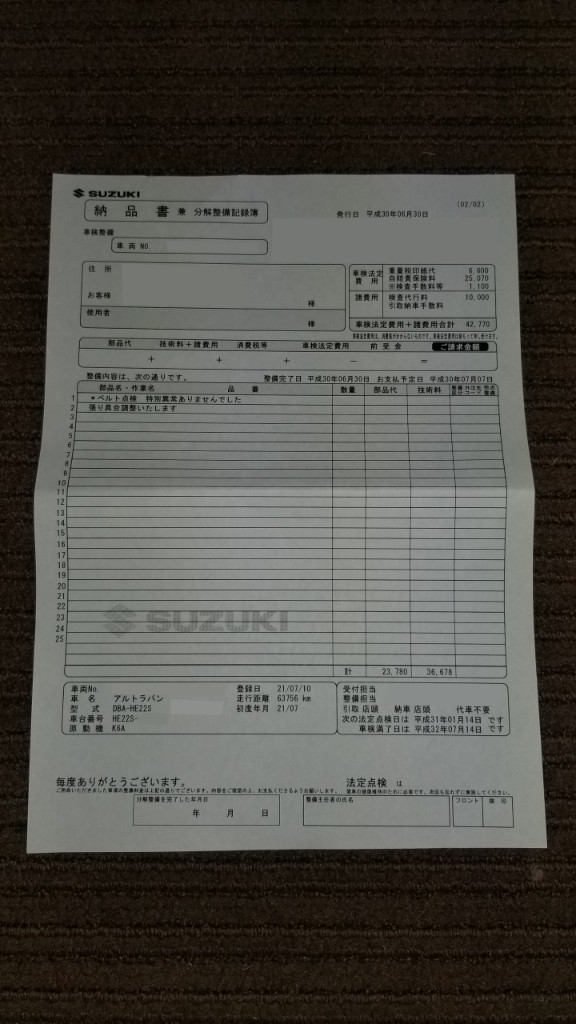 SUZUKI
(02/02)
納 品 書 兼 分解整備記録簿
発行日 平成30年06月30日
車検整備
車 両 NO.
住 所
お客様
様
使用者
様
車検法定費用
重量税印紙代 6,600
自賠責保険料 25,070
※検査手数料等 1,100
諸費用
検査代行料 10,000
引取納車手数料
車検法定費用+諸費用合計 42,770
部品代 技術料+諸費用 消費税等 車検法定費用 前 受 金 ご請求金額
+ + + - =
整備内容は、次の通りです。 整備完了日 平成30年06月30日 お支払予定日 平成30年07月07日
部品名・作業名 品 番 数量 部品代 技術料
1 *ベルト点検 特別異常ありませんでした
2 張り具合調整いたします
3
4
5
6
7
8
9
10
11
12
13
14
15
16
17
18
19
20
21
22
23
24
25
SUZUKI
計 23,780 36,678
車両No. 登録日 21/07/10
車 名 アルトラパン 走行距離 63756 km
型 式 DBA-HE22S 初度年月 21/07
車台番号 HE22S-
原 動 機 K6A
受付担当
整備担当
引取 店頭 納車 店頭 代車不要
次の法定点検日は 平成31年01月14日 です
車検満了日は 平成32年07月14日 です
毎度ありがとうございます。
法定点検 は
分解整備を完了した年月日
年 月 日
整備主任者の氏名
フロント